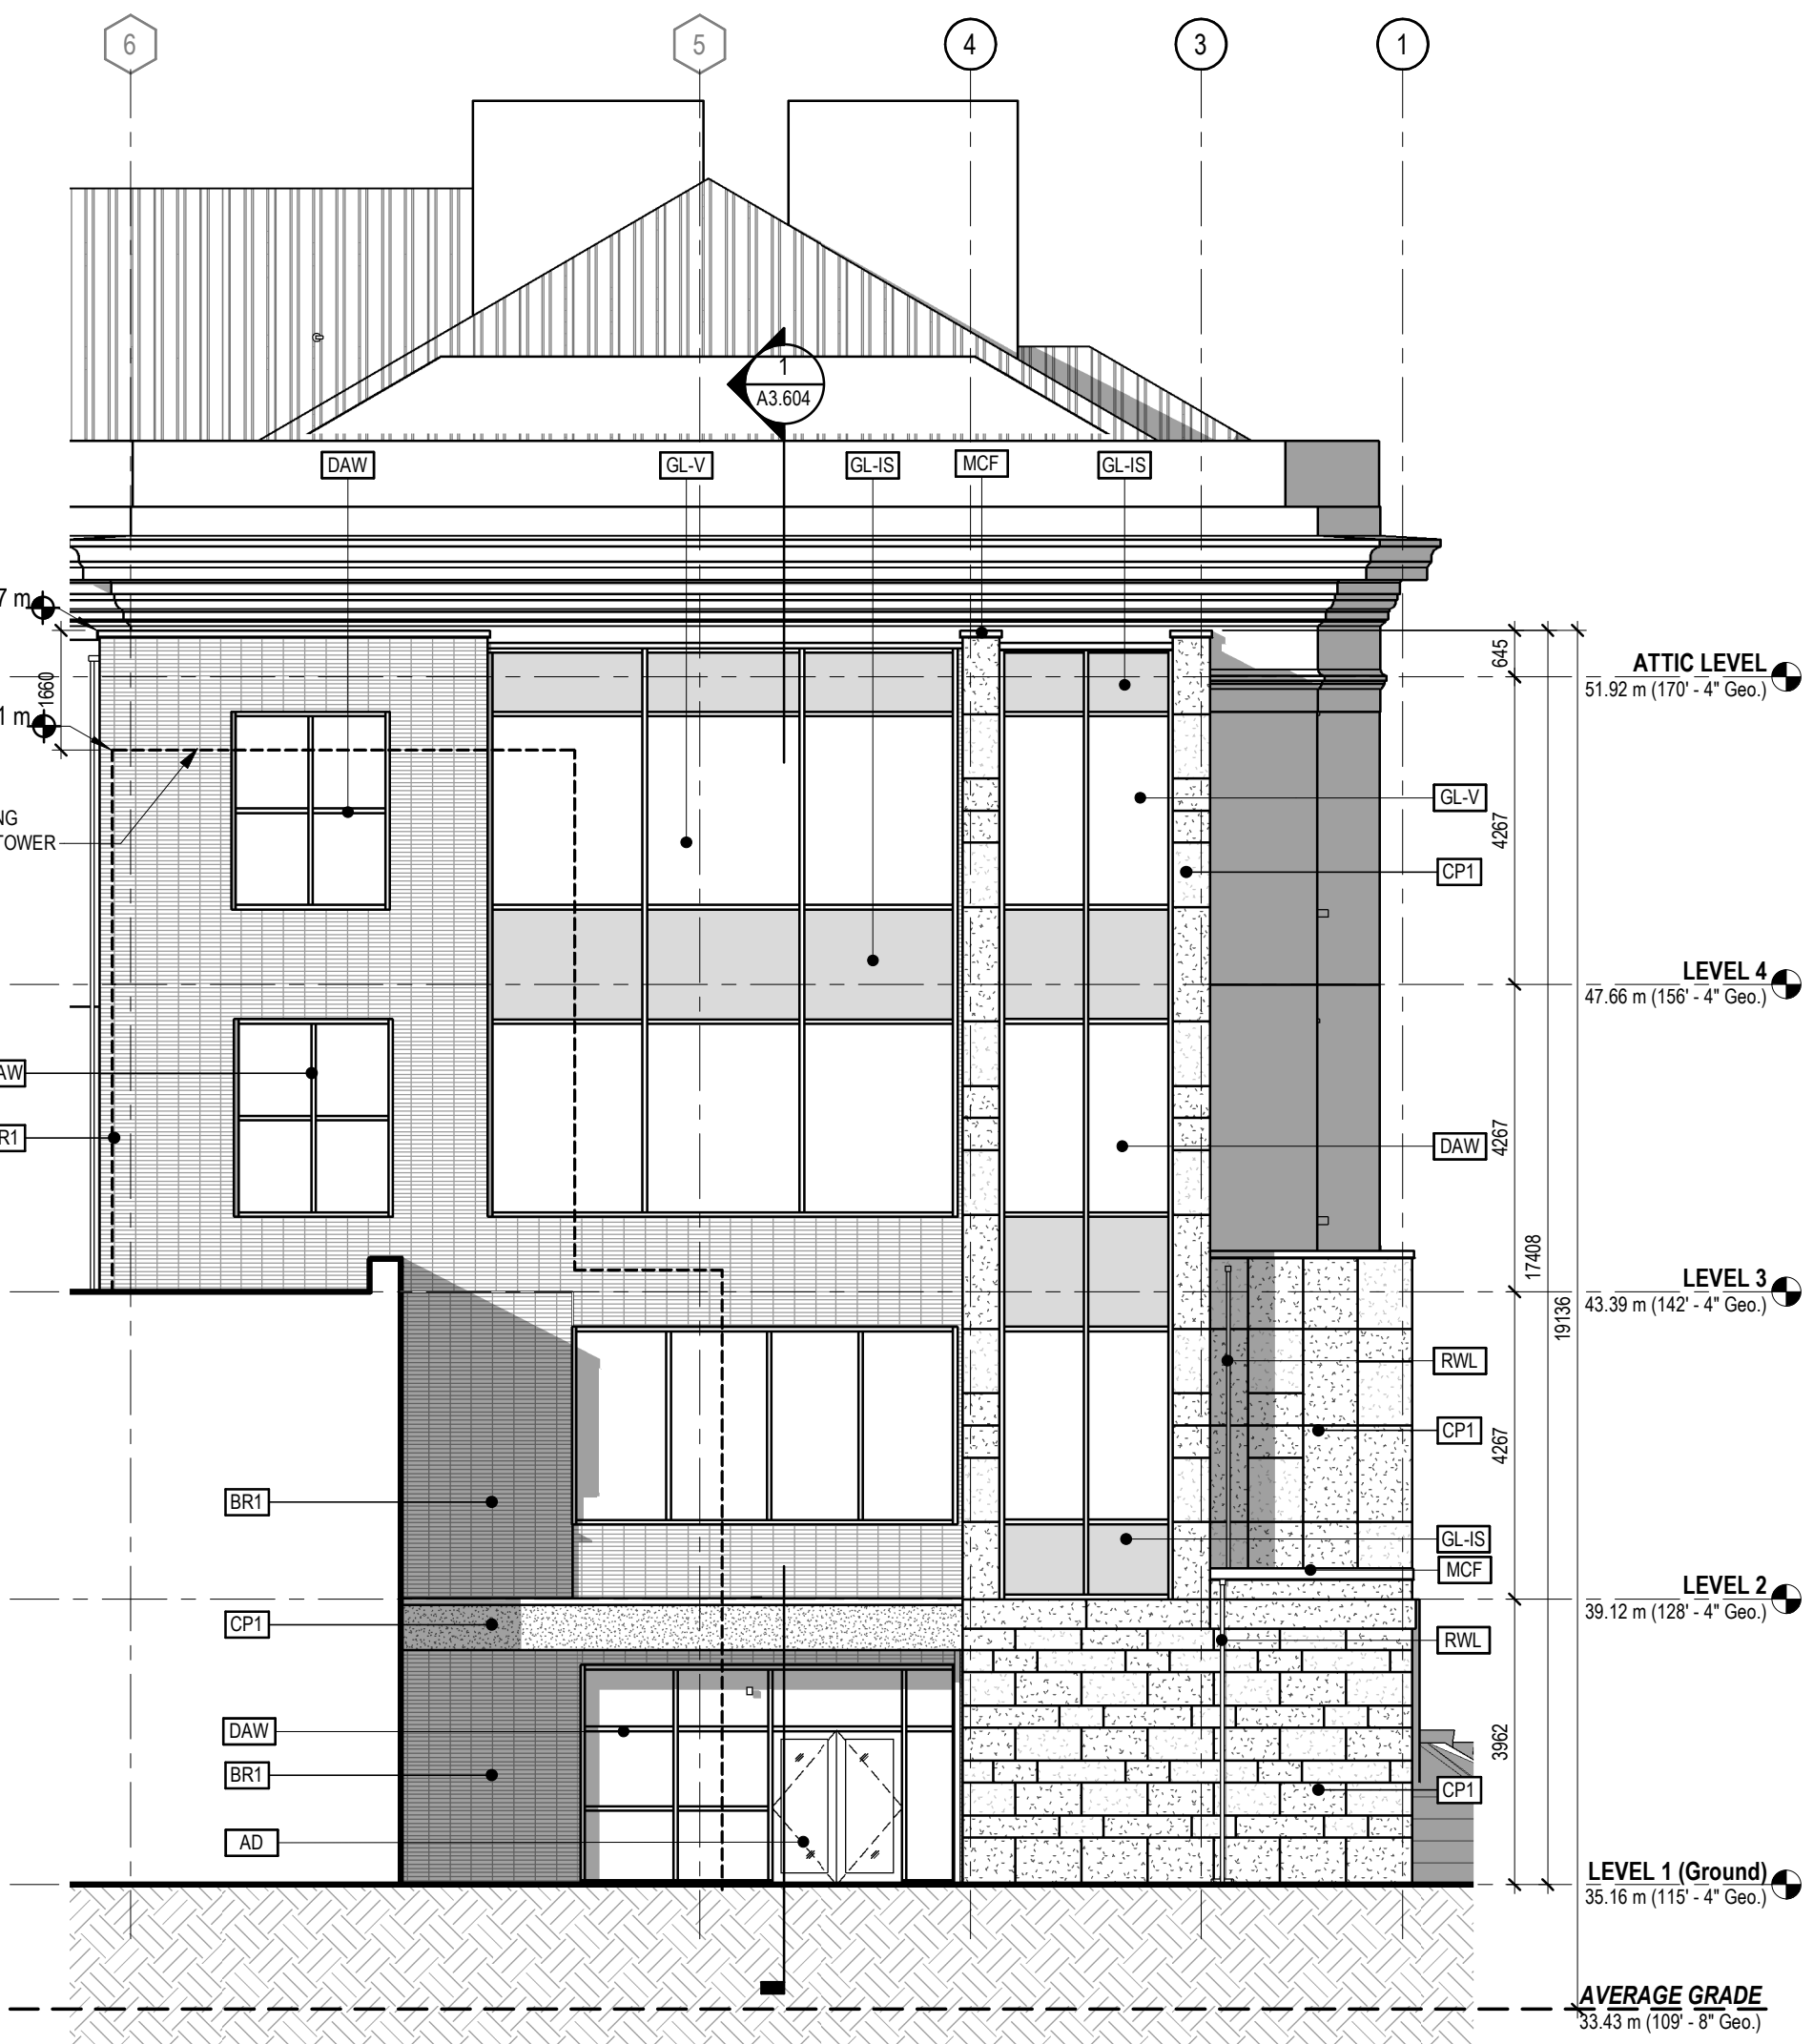 6
5
4
3
1
1
A3.604
DAW
GL-V
GL-IS
MCF
GL-IS
7 m
645
ATTIC LEVEL
51.92 m (170' - 4" Geo.)
1660
1 m
GL-V
4267
TOWER
CP1
LEVEL 4
47.66 m (156' - 4" Geo.)
DAW
4267
17408
LEVEL 3
43.39 m (142' - 4" Geo.)
19136
RWL
CP1
4267
BR1
GL-IS
MCF
LEVEL 2
39.12 m (128' - 4" Geo.)
CP1
RWL
DAW
3962
BR1
CP1
AD
LEVEL 1 (Ground)
35.16 m (115' - 4" Geo.)
AVERAGE GRADE
33.43 m (109' - 8" Geo.)